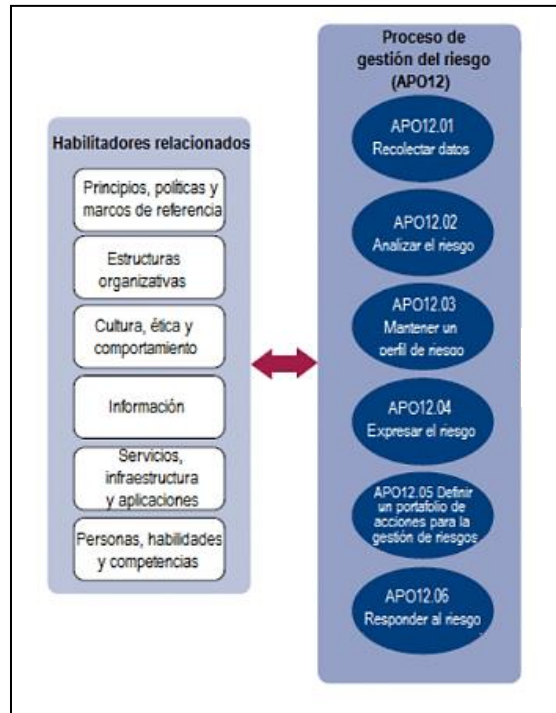 Habilitadores relacionados
Principios, políticas y
marcos de referencia
Estructuras
organizativas
Cultura, ética y
comportamiento
Información
Servicios,
infraestructura
y aplicaciones
Personas, habilidades
y competencias
Proceso de
gestión del riesgo
(APO12)
APO12.01
Recolectar datos
APO12.02
Analizar el riesgo
APO12.03
Mantener un
perfil de riesgo
APO12.04
Expresar el riesgo
APO12.05 Definir
un portafolio de
acciones para la
gestión de riesgos
APO12.06
Responder al riesgo